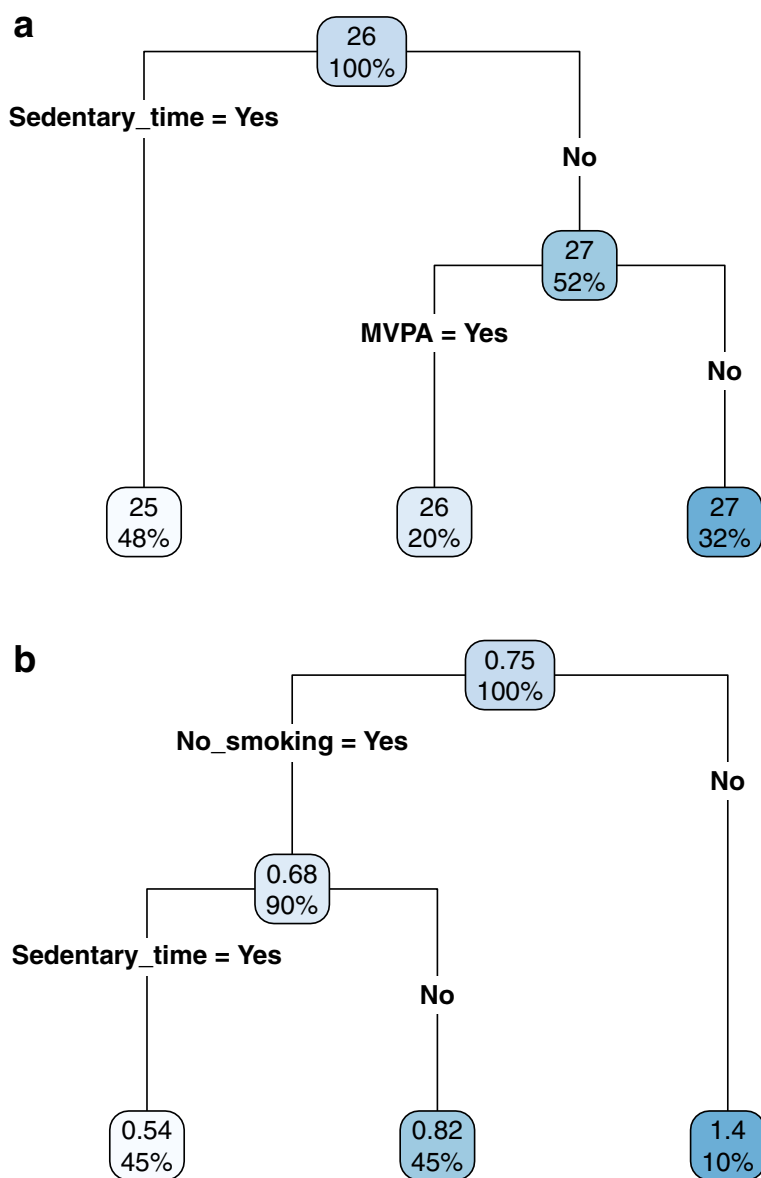 a
26
100%
Sedentary_time = Yes
No
27
52%
MVPA = Yes
No
25
48%
26
20%
27
32%
b
0.75
100%
No_smoking = Yes
No
0.68
90%
Sedentary_time = Yes
No
0.54
45%
0.82
45%
1.4
10%